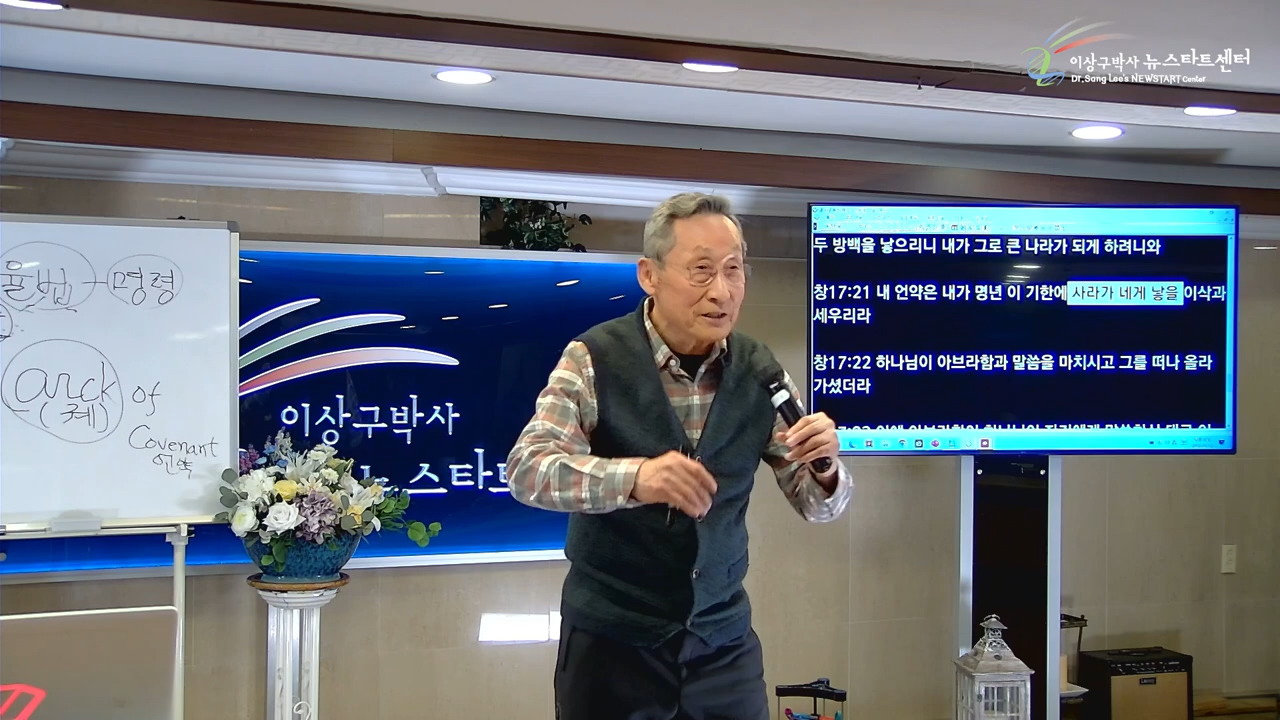 이상구박사 뉴스타트센터
Dr. Sang Lee's NEWSTART Center
율법 - 명령
arck of
(궤)
Covenant
언약
이상구박사
뉴스타트
두 방백을 낳으리니 내가 그로 큰 나라가 되게 하려니와
창17:21 내 언약은 내가 명년 이 기한에 사라가 네게 낳을 이삭과
세우리라
창17:22 하나님이 아브라함과 말씀을 마치시고 그를 떠나 올라
가셨더라